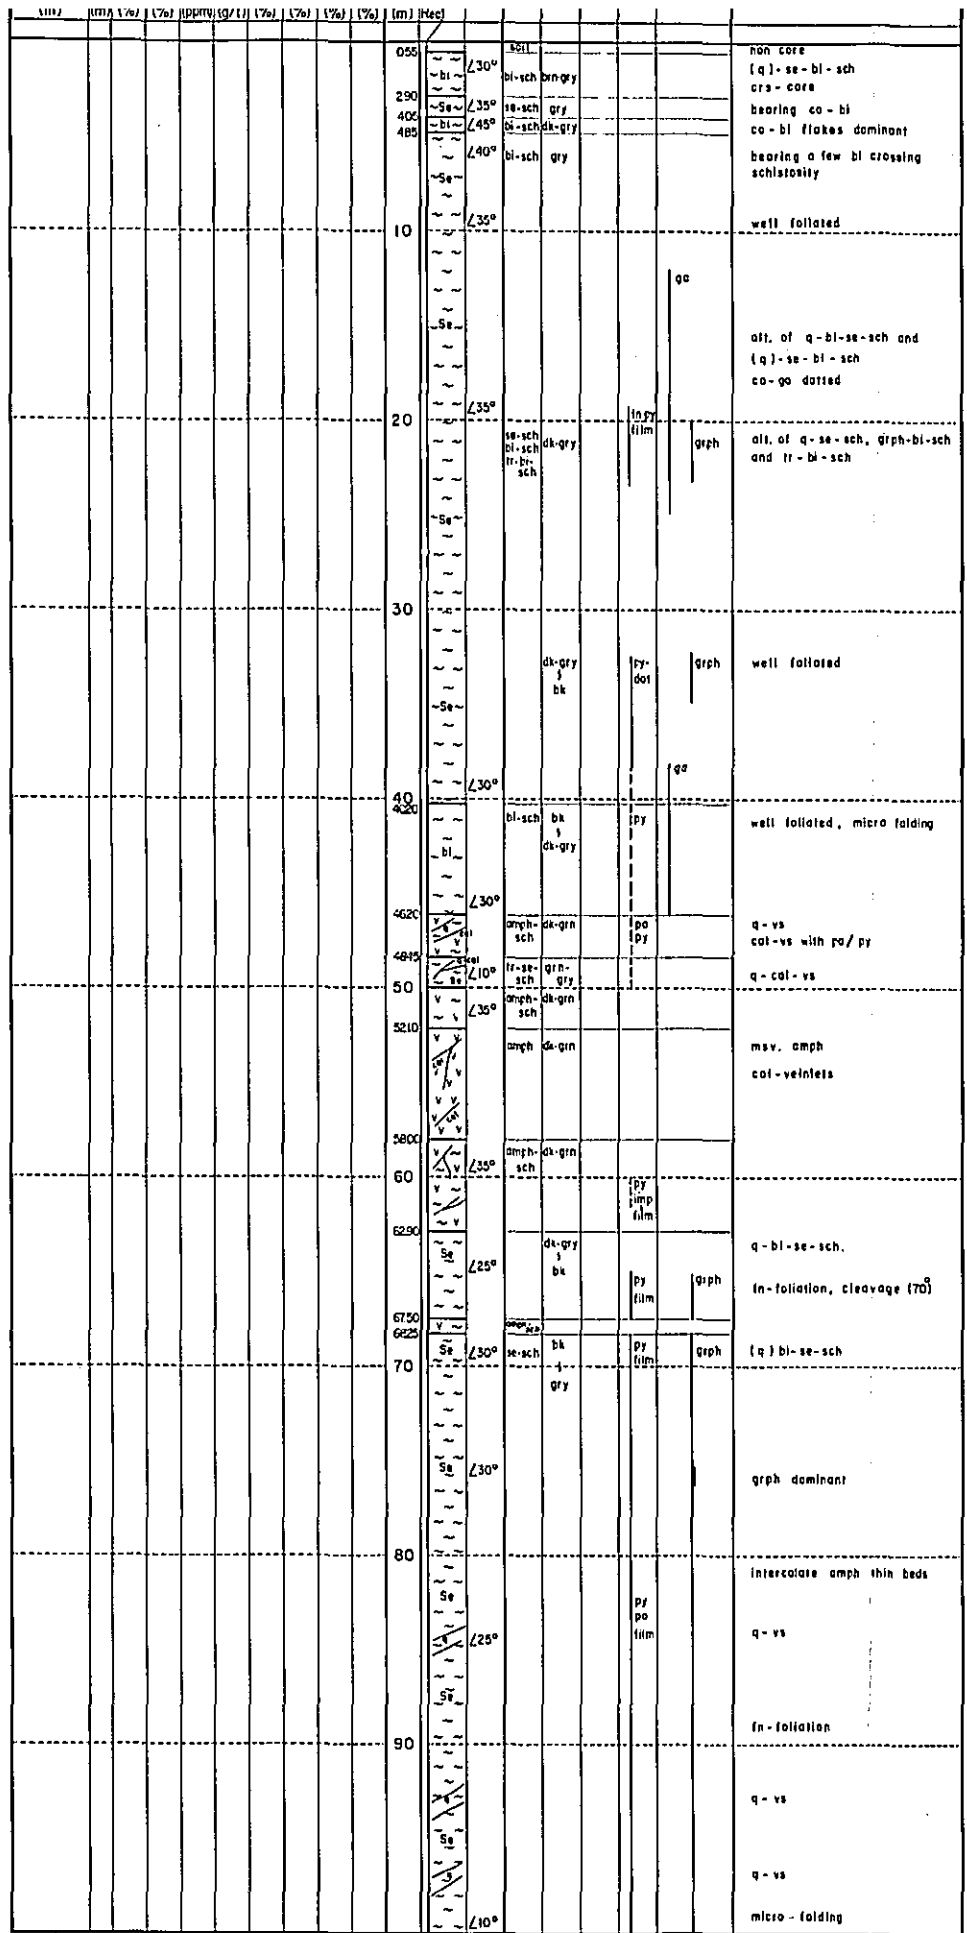 (m) (m) (%) (%) (ppm) (g/t) (%) (%) (%) (m) Rec
055 soil non core
bi ∠30° bi-sch brn-gry (q)-se-bi-sch
crs-core
290
Se ∠35° se-sch gry bearing co-bi
405
bi ∠45° bi-sch dk-gry co-bi flakes dominant
485
∠40° bi-sch gry bearing a few bi crossing
schistosity
Se
∠35° well foliated
10
ga
Se
alt. of q-bi-se-sch and
(q)-se-bi-sch
co-ga dotted
∠35° fn py
20 film
se-sch dk-gry grph alt. of q-se-sch, grph-bi-sch
bi-sch and tr-bi-sch
tr-bi-
sch
Se
30
dk-gry py- grph well foliated
∫ dot
bk
Se
ga
∠30°
40
4020
bi-sch bk py well foliated, micro folding
∫
dk-gry
bi
∠30°
4620
q amph- dk-grn po q-vs
cal sch py cal-vs with po/py
4845
q-cal
∠10° tr-se- grn- q-cal-vs
Se sch gry
50
∠35° amph- dk-grn
sch
5210
cal amph dk-grn msv. amph
cal-veinlets
cal
5800
∠35° amph- dk-grn
sch
60
py
imp
film
6290
Se dk-gry q-bi-se-sch.
∫
∠25° bk
py grph fn-foliation, cleavage (70°)
film
6750
amph-sch
6825
Se ∠30° se-sch bk py grph (q) bi-se-sch
film
70 ∫
gry
Se ∠30° grph dominant
80
intercalate amph thin beds
Se py
po
q ∠25° film q-vs
Se
fn-foliation
90
q q-vs
Se
q q-vs
∠10° micro-folding